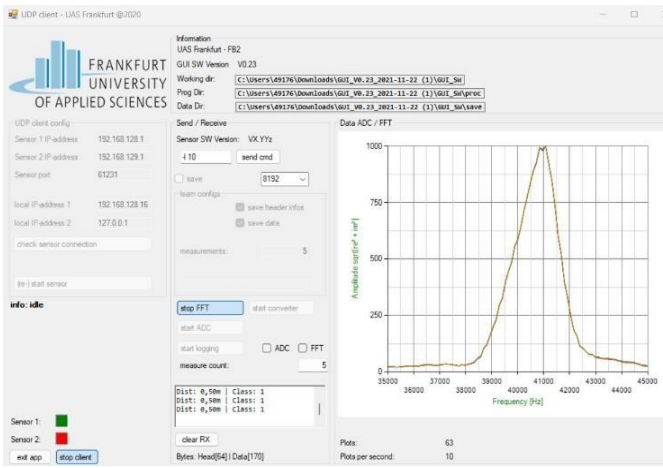 UDP client - UAS Frankfurt @2020
FRANKFURT
UNIVERSITY
OF APPLIED SCIENCES
Information
UAS Frankfurt - FB2
GUI SW Version V0.23
Working dir: C:\Users\49176\Downloads\GUI_V0.23_2021-11-22 (1)\GUI_SW
Prog Dir: C:\Users\49176\Downloads\GUI_V0.23_2021-11-22 (1)\GUI_SW\proc
Data Dir: C:\Users\49176\Downloads\GUI_V0.23_2021-11-22 (1)\GUI_SW\save
UDP client config
Sensor 1 IP-address 192.168.128.1
Sensor 2 IP-address 192.168.129.1
Sensor port 61231
local IP-address 1 192.168.128.16
local IP-address 2 127.0.0.1
check sensor connection
(re-) start sensor
info: idle
Sensor 1:
Sensor 2:
exit app stop client
Send / Receive
Sensor SW Version: VX.YYz
-i 10 send cmd
save 8192
learn configs
save header infos
save data
measurements: 5
stop FFT start converter
start ADC
start logging ADC FFT
measure count: 5
Dist: 0,50m | Class: 1
Dist: 0,50m | Class: 1
Dist: 0,50m | Class: 1
clear RX
Bytes: Head[64] | Data[170]
Data ADC / FFT
1000
750
500
250
0
Amplitude sqrt(re² + im²)
35000 37000 39000 41000 43000 45000
36000 38000 40000 42000 44000
Frequency [Hz]
Plots: 63
Plots per second: 10